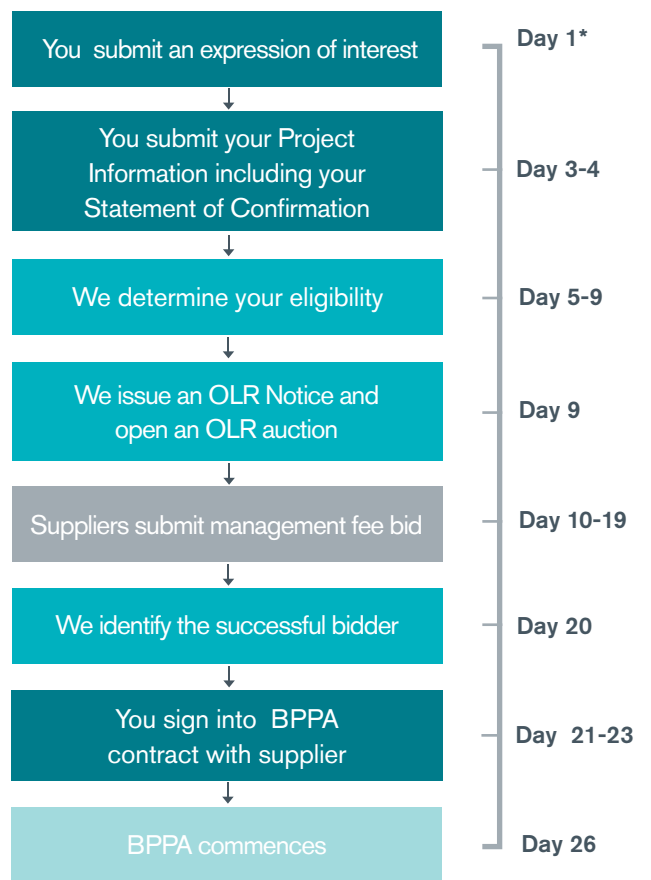 You submit an expression of interest
Day 1*
You submit your Project
Information including your
Statement of Confirmation
Day 3-4
We determine your eligibility
Day 5-9
We issue an OLR Notice and
open an OLR auction
Day 9
Suppliers submit management fee bid
Day 10-19
We identify the successful bidder
Day 20
You sign into BPPA
contract with supplier
Day 21-23
BPPA commences
Day 26